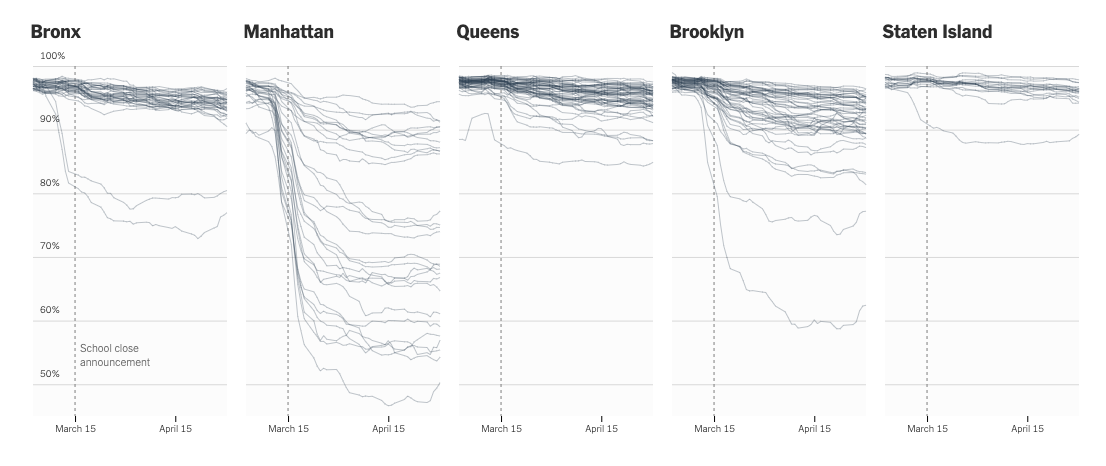 Bronx
Manhattan
Queens
Brooklyn
Staten Island
100%
90%
80%
70%
60%
School close
announcement
50%
March 15
April 15
March 15
April 15
March 15
April 15
March 15
April 15
March 15
April 15